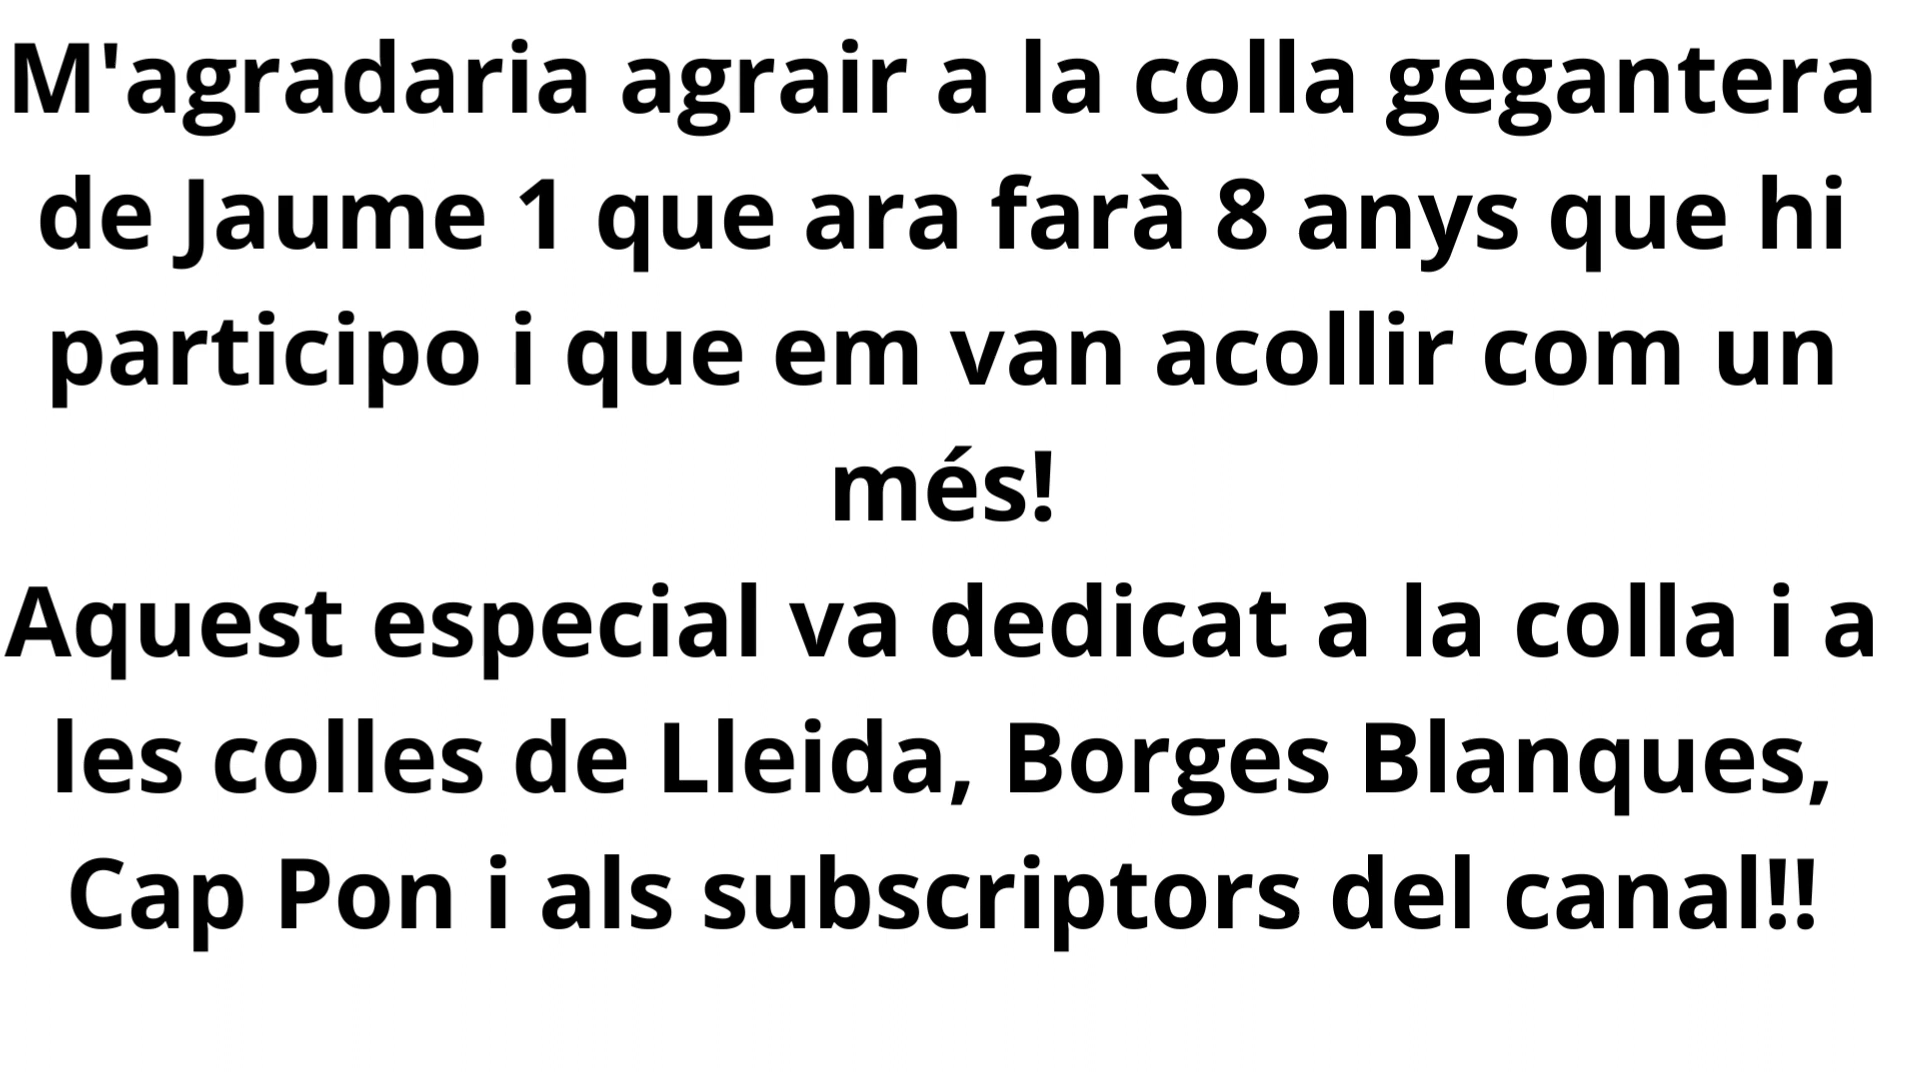 M'agradaria agrair a la colla gegantera
de Jaume 1 que ara farà 8 anys que hi
participo i que em van acollir com un
més!
Aquest especial va dedicat a la colla i a
les colles de Lleida, Borges Blanques,
Cap Pon i als subscriptors del canal!!